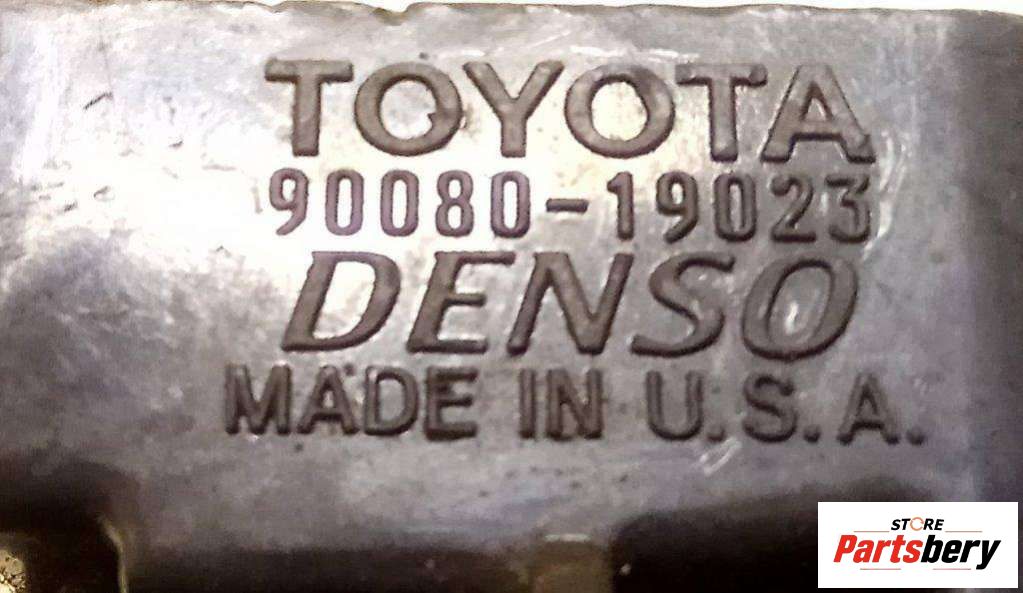 TOYOTA
90080-19023
DENSO
MADE IN U.S.A.
STORE
Partsbery